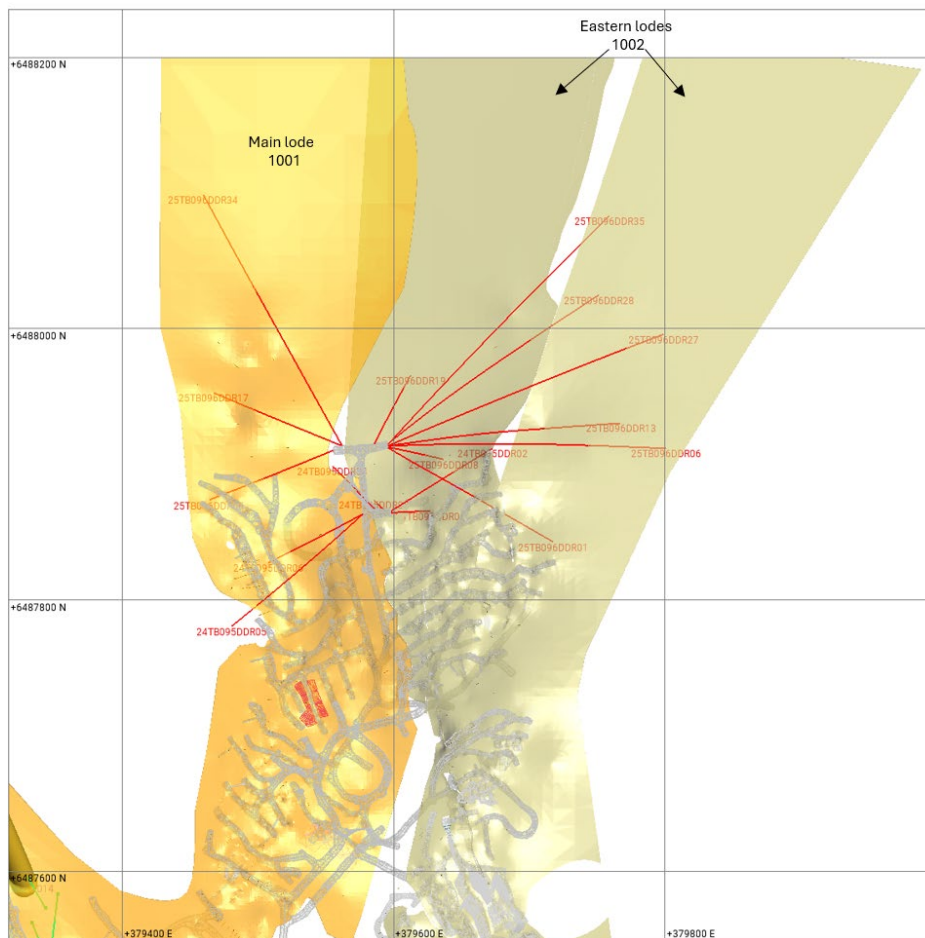 Eastern lodes
1002
+6488200 N
Main lode
1001
25TB096DDR34
25TB096DDR35
25TB096DDR28
+6488000 N
25TB096DDR27
25TB096DDR19
25TB096DDR17
25TB096DDR13
24TB095DDR02
25TB096DDR06
25TB096DDR08
25TB096DDR01
24TB095DDR05
+6487800 N
+6487600 N
+379400 E
+379600 E
+379800 E